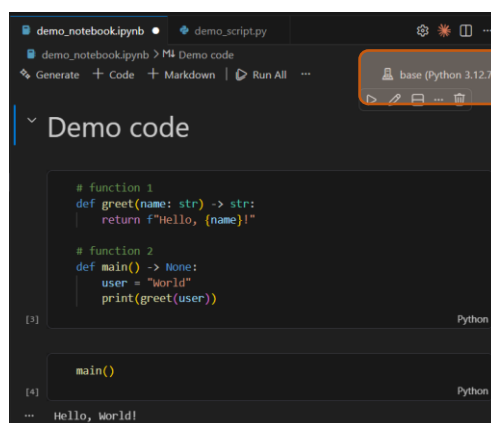 demo_notebook.ipynb
demo_script.py
demo_notebook.ipynb > M↓ Demo code
Generate + Code + Markdown | Run All ...
base (Python 3.12.7
Demo code
# function 1
def greet(name: str) -> str:
    return f"Hello, {name}!"
# function 2
def main() -> None:
    user = "World"
    print(greet(user))
[3]
Python
main()
[4]
Python
... Hello, World!